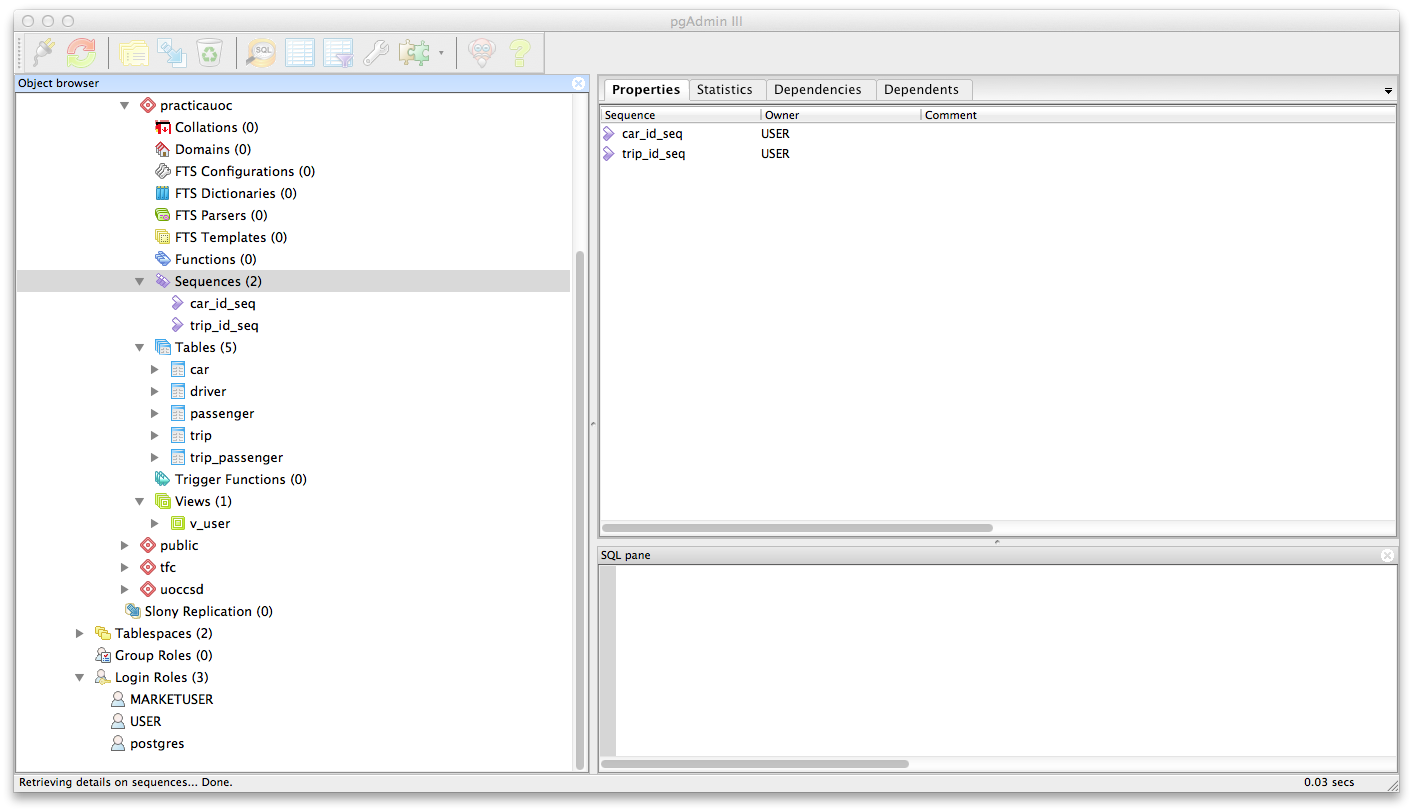 pgAdmin III
SQL
Object browser
practicauoc
Collations (0)
Domains (0)
FTS Configurations (0)
FTS Dictionaries (0)
FTS Parsers (0)
FTS Templates (0)
Functions (0)
Sequences (2)
car_id_seq
trip_id_seq
Tables (5)
car
driver
passenger
trip
trip_passenger
Trigger Functions (0)
Views (1)
v_user
public
tfc
uoccsd
Slony Replication (0)
Tablespaces (2)
Group Roles (0)
Login Roles (3)
MARKETUSER
USER
postgres
Properties Statistics Dependencies Dependents
Sequence Owner Comment
car_id_seq USER
trip_id_seq USER
SQL pane
Retrieving details on sequences... Done. 0.03 secs